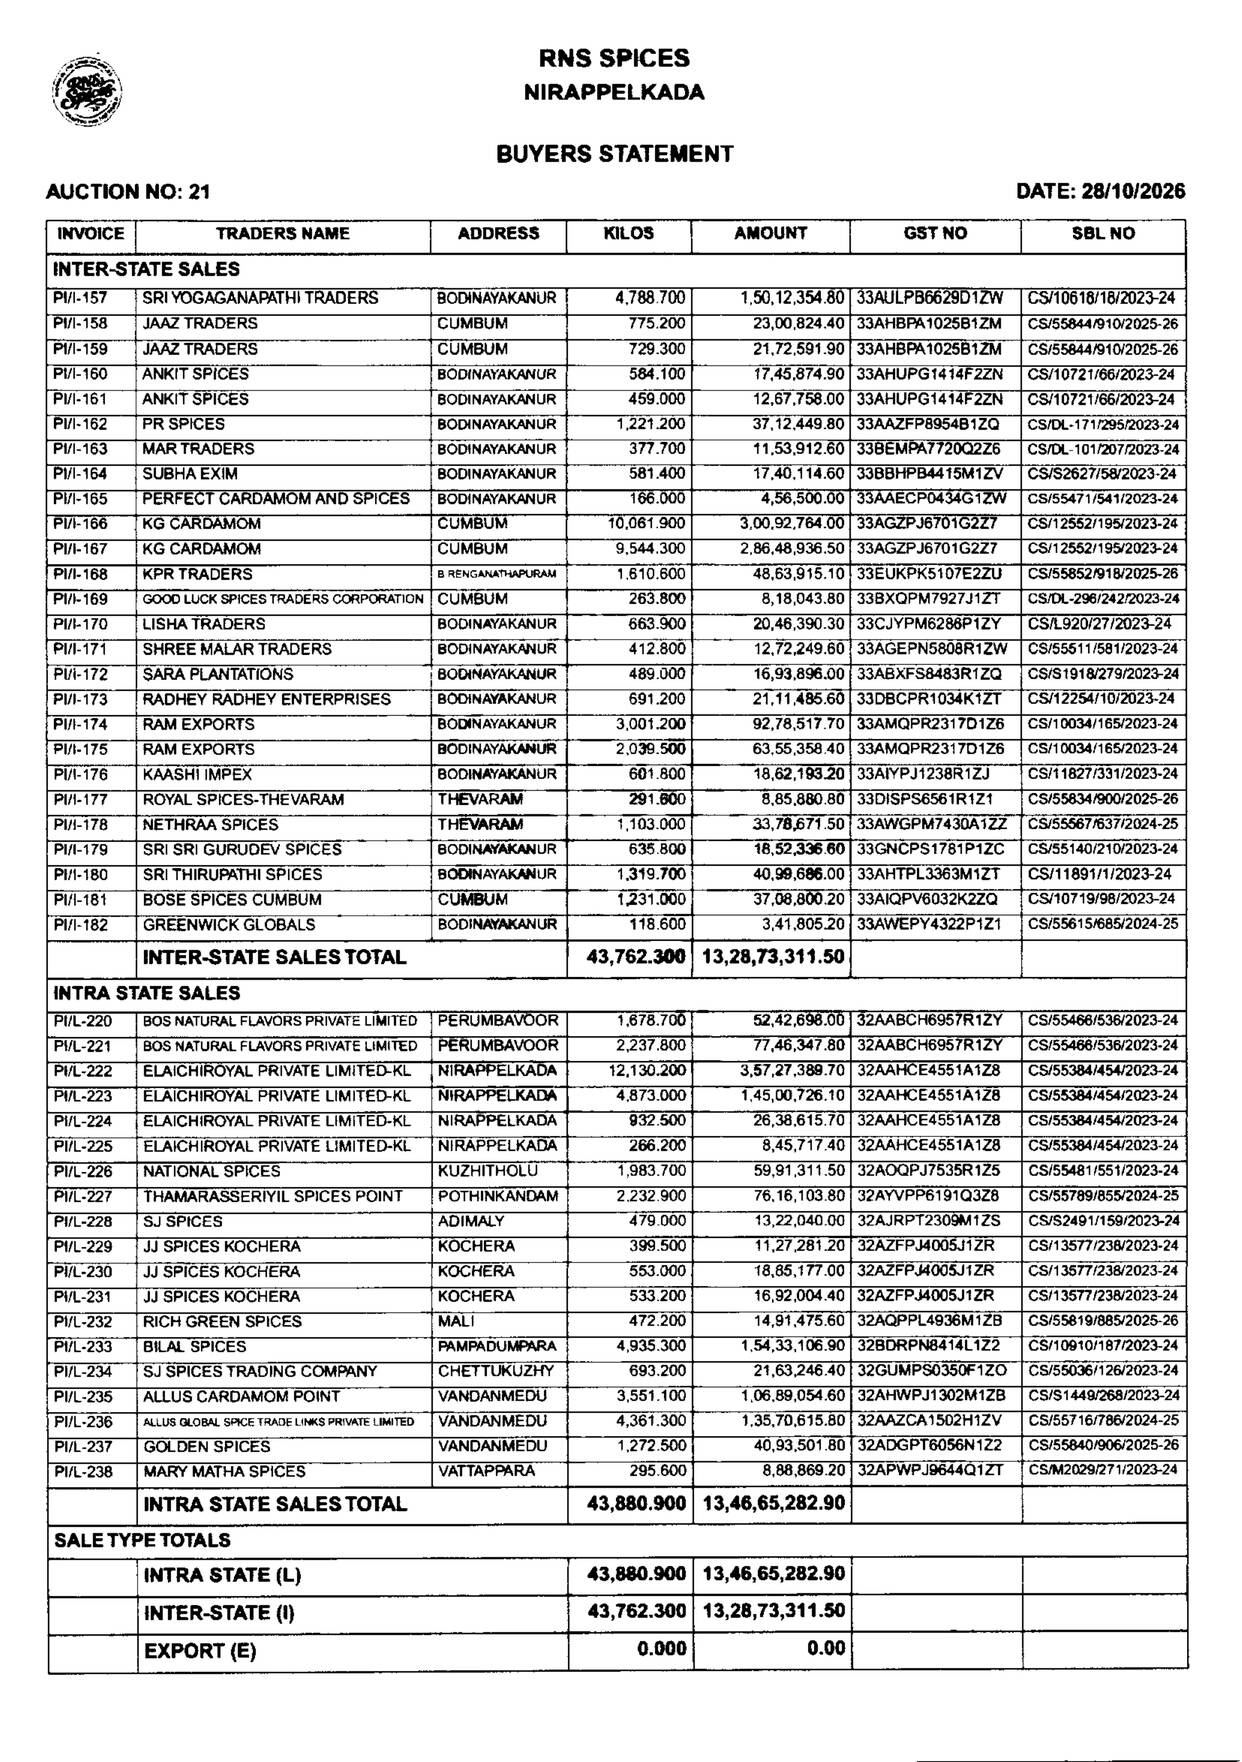 RNS Spices
RNS SPICES
NIRAPPELKADA
BUYERS STATEMENT
AUCTION NO: 21 DATE: 28/10/2026
INVOICE TRADERS NAME ADDRESS KILOS AMOUNT GST NO SBL NO
INTER-STATE SALES
PI/I-157 SRI YOGAGANAPATHI TRADERS BODINAYAKANUR 4,788.700 1,50,12,354.80 33AULPB6629D1ZW CS/10618/18/2023-24
PI/I-158 JAAZ TRADERS CUMBUM 775.200 23,00,824.40 33AHBPA1025B1ZM CS/55844/910/2025-26
PI/I-159 JAAZ TRADERS CUMBUM 729.300 21,72,591.90 33AHBPA1025B1ZM CS/55844/910/2025-26
PI/I-160 ANKIT SPICES BODINAYAKANUR 584.100 17,45,874.90 33AHUPG1414F2ZN CS/10721/66/2023-24
PI/I-161 ANKIT SPICES BODINAYAKANUR 459.000 12,67,758.00 33AHUPG1414F2ZN CS/10721/66/2023-24
PI/I-162 PR SPICES BODINAYAKANUR 1,221.200 37,12,449.80 33AAZFP8954B1ZQ CS/DL-171/295/2023-24
PI/I-163 MAR TRADERS BODINAYAKANUR 377.700 11,53,912.60 33BEMPA7720Q2Z6 CS/DL-101/207/2023-24
PI/I-164 SUBHA EXIM BODINAYAKANUR 581.400 17,40,114.60 33BBHPB4415M1ZV CS/S2627/58/2023-24
PI/I-165 PERFECT CARDAMOM AND SPICES BODINAYAKANUR 166.000 4,56,500.00 33AAECP0434G1ZW CS/55471/541/2023-24
PI/I-166 KG CARDAMOM CUMBUM 10,061.900 3,00,92,764.00 33AGZPJ6701G2Z7 CS/12552/195/2023-24
PI/I-167 KG CARDAMOM CUMBUM 9,544.300 2,86,48,936.50 33AGZPJ6701G2Z7 CS/12552/195/2023-24
PI/I-168 KPR TRADERS B RENGANATHAPURAM 1,610.600 48,63,915.10 33EUKPK5107E2ZU CS/55852/918/2025-26
PI/I-169 GOOD LUCK SPICES TRADERS CORPORATION CUMBUM 263.800 8,18,043.80 33BXQPM7927J1ZT CS/DL-296/242/2023-24
PI/I-170 LISHA TRADERS BODINAYAKANUR 663.900 20,46,390.30 33CJYPM6286P1ZY CS/L920/27/2023-24
PI/I-171 SHREE MALAR TRADERS BODINAYAKANUR 412.800 12,72,249.60 33AGEPN5808R1ZW CS/55511/581/2023-24
PI/I-172 SARA PLANTATIONS BODINAYAKANUR 489.000 16,93,896.00 33ABXFS8483R1ZQ CS/S1918/279/2023-24
PI/I-173 RADHEY RADHEY ENTERPRISES BODINAYAKANUR 691.200 21,11,485.60 33DBCPR1034K1ZT CS/12254/10/2023-24
PI/I-174 RAM EXPORTS BODINAYAKANUR 3,001.200 92,78,517.70 33AMQPR2317D1Z6 CS/10034/165/2023-24
PI/I-175 RAM EXPORTS BODINAYAKANUR 2,039.500 63,55,358.40 33AMQPR2317D1Z6 CS/10034/165/2023-24
PI/I-176 KAASHI IMPEX BODINAYAKANUR 601.800 18,62,193.20 33AIYPJ1238R1ZJ CS/11827/331/2023-24
PI/I-177 ROYAL SPICES-THEVARAM THEVARAM 291.600 8,85,880.80 33DISPS6561R1Z1 CS/55834/900/2025-26
PI/I-178 NETHRAA SPICES THEVARAM 1,103.000 33,78,671.50 33AWGPM7430A1ZZ CS/55567/637/2024-25
PI/I-179 SRI SRI GURUDEV SPICES BODINAYAKANUR 635.800 18,52,336.60 33GNCPS1781P1ZC CS/55140/210/2023-24
PI/I-180 SRI THIRUPATHI SPICES BODINAYAKANUR 1,319.700 40,99,686.00 33AHTPL3363M1ZT CS/11891/1/2023-24
PI/I-181 BOSE SPICES CUMBUM CUMBUM 1,231.000 37,08,800.20 33AIQPV6032K2ZQ CS/10719/98/2023-24
PI/I-182 GREENWICK GLOBALS BODINAYAKANUR 118.600 3,41,805.20 33AWEPY4322P1Z1 CS/55615/685/2024-25
INTER-STATE SALES TOTAL 43,762.300 13,28,73,311.50
INTRA STATE SALES
PI/L-220 BOS NATURAL FLAVORS PRIVATE LIMITED PERUMBAVOOR 1,678.700 52,42,698.00 32AABCH6957R1ZY CS/55466/536/2023-24
PI/L-221 BOS NATURAL FLAVORS PRIVATE LIMITED PERUMBAVOOR 2,237.800 77,46,347.80 32AABCH6957R1ZY CS/55466/536/2023-24
PI/L-222 ELAICHIROYAL PRIVATE LIMITED-KL NIRAPPELKADA 12,130.200 3,57,27,389.70 32AAHCE4551A1Z8 CS/55384/454/2023-24
PI/L-223 ELAICHIROYAL PRIVATE LIMITED-KL NIRAPPELKADA 4,873.000 1,45,00,726.10 32AAHCE4551A1Z8 CS/55384/454/2023-24
PI/L-224 ELAICHIROYAL PRIVATE LIMITED-KL NIRAPPELKADA 932.500 26,38,615.70 32AAHCE4551A1Z8 CS/55384/454/2023-24
PI/L-225 ELAICHIROYAL PRIVATE LIMITED-KL NIRAPPELKADA 266.200 8,45,717.40 32AAHCE4551A1Z8 CS/55384/454/2023-24
PI/L-226 NATIONAL SPICES KUZHITHOLU 1,983.700 59,91,311.50 32AOQPJ7535R1Z5 CS/55481/551/2023-24
PI/L-227 THAMARASSERIYIL SPICES POINT POTHINKANDAM 2,232.900 76,16,103.80 32AYVPP6191Q3Z8 CS/55789/855/2024-25
PI/L-228 SJ SPICES ADIMALY 479.000 13,22,040.00 32AJRPT2309M1ZS CS/S2491/159/2023-24
PI/L-229 JJ SPICES KOCHERA KOCHERA 399.500 11,27,281.20 32AZFPJ4005J1ZR CS/13577/238/2023-24
PI/L-230 JJ SPICES KOCHERA KOCHERA 553.000 18,85,177.00 32AZFPJ4005J1ZR CS/13577/238/2023-24
PI/L-231 JJ SPICES KOCHERA KOCHERA 533.200 16,92,004.40 32AZFPJ4005J1ZR CS/13577/238/2023-24
PI/L-232 RICH GREEN SPICES MALI 472.200 14,91,475.60 32AQPPL4936M1ZB CS/55819/885/2025-26
PI/L-233 BILAL SPICES PAMPADUMPARA 4,935.300 1,54,33,106.90 32BDRPN8414L1Z2 CS/10910/187/2023-24
PI/L-234 SJ SPICES TRADING COMPANY CHETTUKUZHY 693.200 21,63,246.40 32GUMPS0350F1ZO CS/55036/126/2023-24
PI/L-235 ALLUS CARDAMOM POINT VANDANMEDU 3,551.100 1,06,89,054.60 32AHWPJ1302M1ZB CS/S1449/268/2023-24
PI/L-236 ALLUS GLOBAL SPICE TRADE LINKS PRIVATE LIMITED VANDANMEDU 4,361.300 1,35,70,615.80 32AAZCA1502H1ZV CS/55716/786/2024-25
PI/L-237 GOLDEN SPICES VANDANMEDU 1,272.500 40,93,501.80 32ADGPT6056N1Z2 CS/55840/906/2025-26
PI/L-238 MARY MATHA SPICES VATTAPPARA 295.600 8,88,869.20 32APWPJ9644Q1ZT CS/M2029/271/2023-24
INTRA STATE SALES TOTAL 43,880.900 13,46,65,282.90
SALE TYPE TOTALS
INTRA STATE (L) 43,880.900 13,46,65,282.90
INTER-STATE (I) 43,762.300 13,28,73,311.50
EXPORT (E) 0.000 0.00